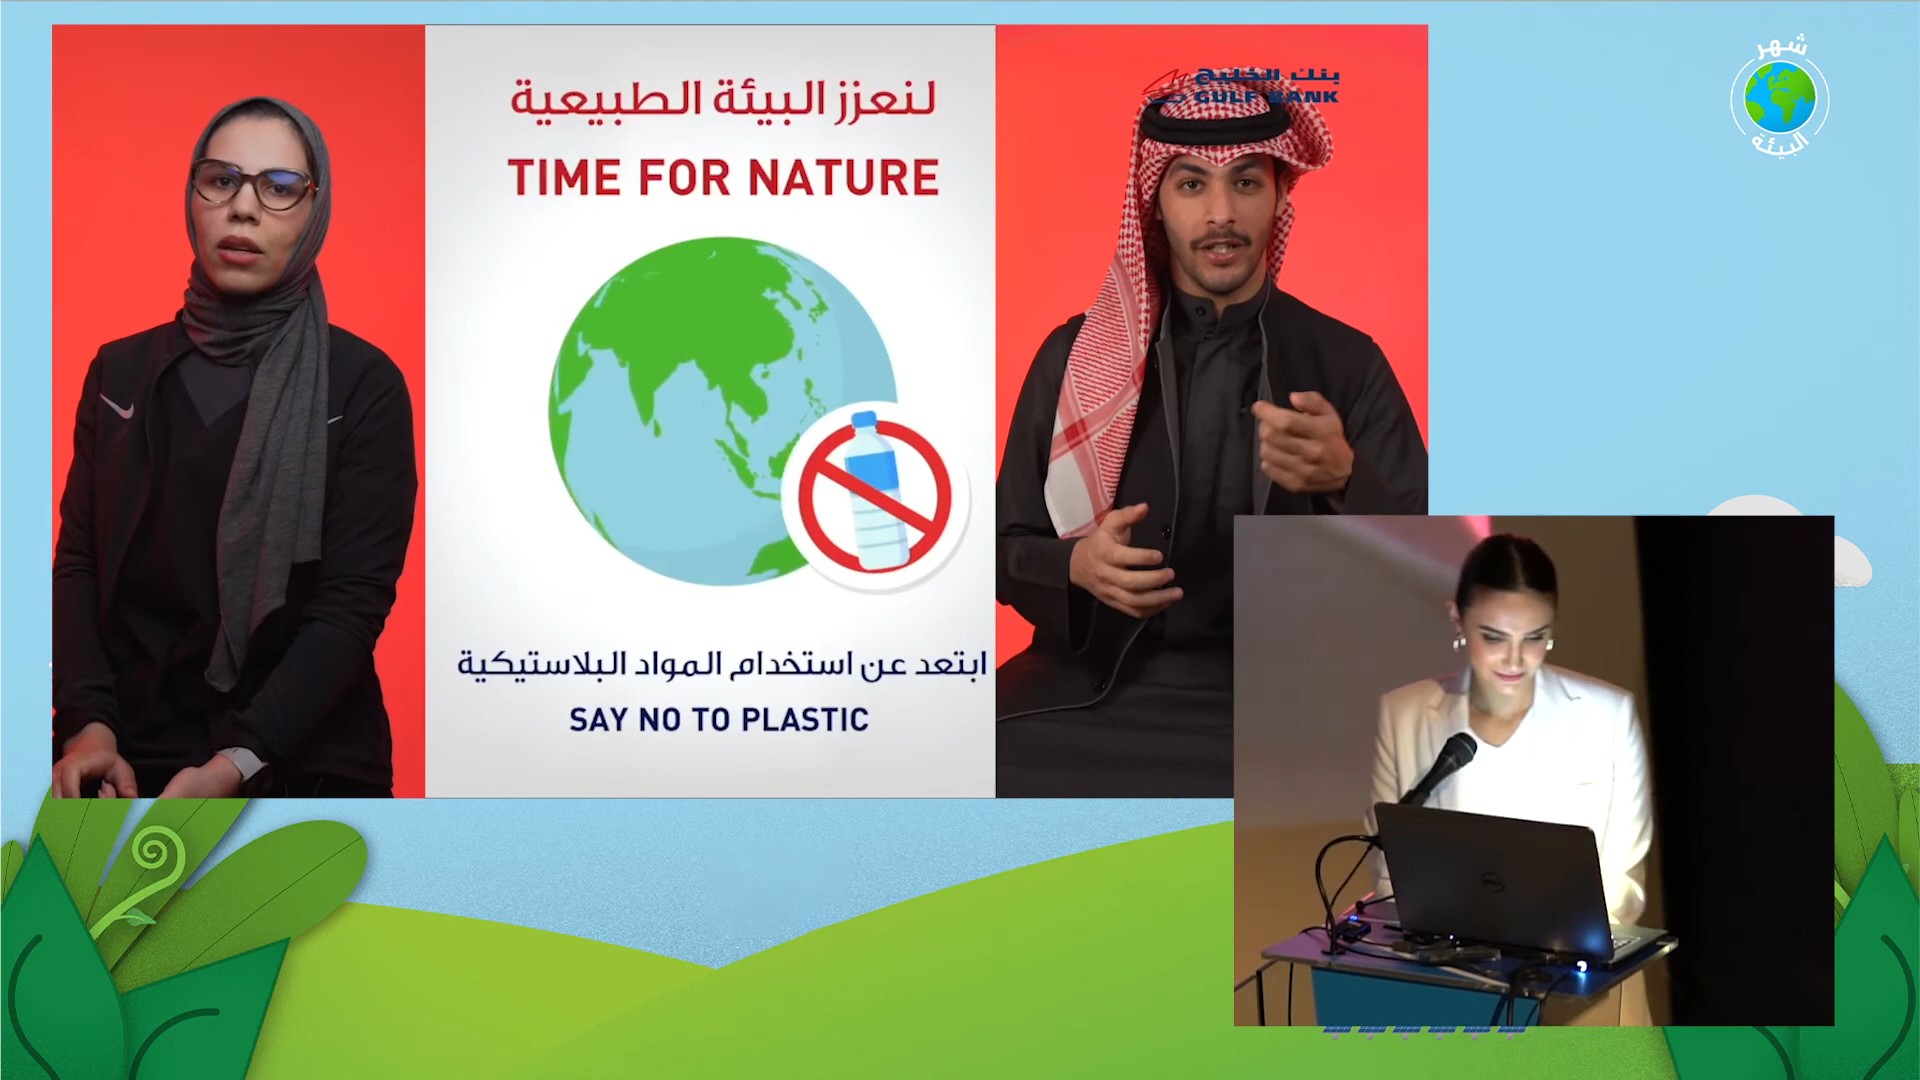 لنعزز البيئة الطبيعية
TIME FOR NATURE
ابتعد عن استخدام المواد البلاستيكية
SAY NO TO PLASTIC
بنك الخليج
GULF BANK
شهر
البيئة
DELL